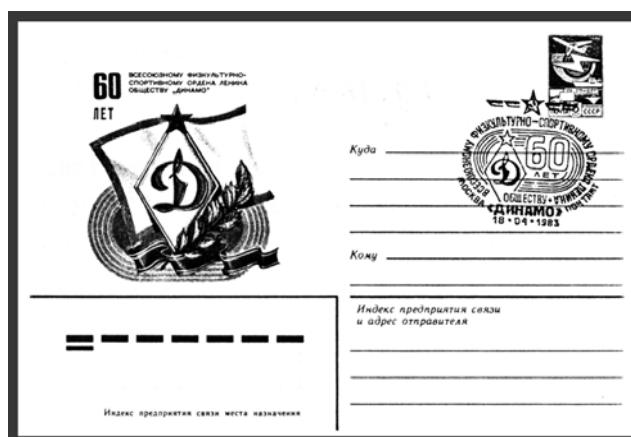 60
ЛЕТ
ВСЕСОЮЗНОМУ ФИЗКУЛЬТУРНО-
СПОРТИВНОМУ ОРДЕНА ЛЕНИНА
ОБЩЕСТВУ „ДИНАМО"
Д
СССР
ВСЕСОЮЗНОМУ ФИЗКУЛЬТУРНО-СПОРТИВНОМУ ОРДЕНА ЛЕНИНА
60
ЛЕТ
Д
ОБЩЕСТВУ
«ДИНАМО»
МОСКВА ПОЧТАМТ
18·04·1983
Куда
Кому
Индекс предприятия связи
и адрес отправителя
Индекс предприятия связи места назначения